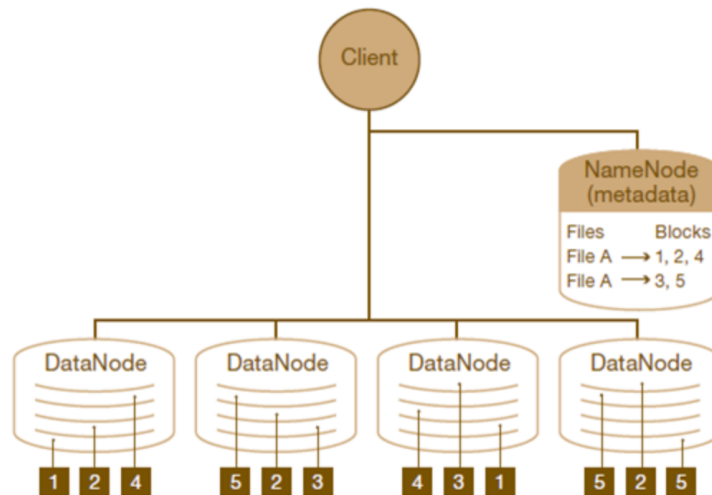 Client
NameNode
(metadata)
Files Blocks
File A → 1, 2, 4
File A → 3, 5
DataNode DataNode DataNode DataNode
1 2 4 5 2 3 4 3 1 5 2 5